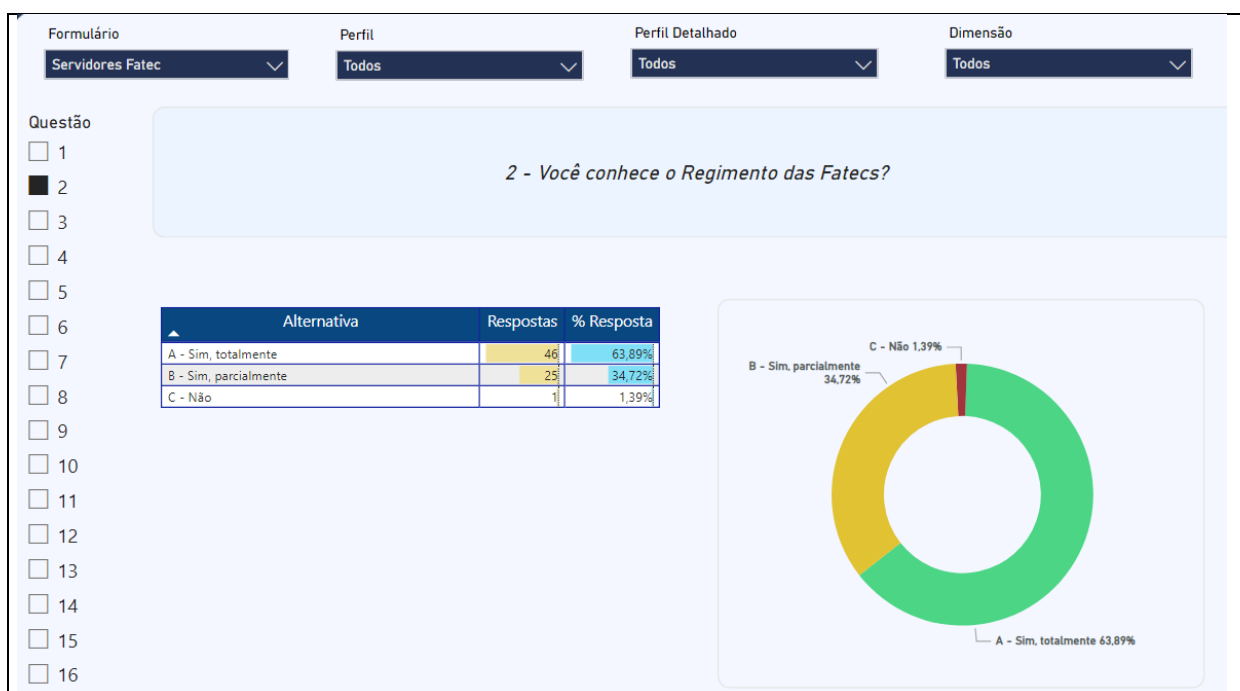 Formulário
Perfil
Perfil Detalhado
Dimensão
Servidores Fatec
Todos
Todos
Todos
Questão
1
2
3
4
5
6
7
8
9
10
11
12
13
14
15
16
2 - Você conhece o Regimento das Fatecs?
Alternativa Respostas % Resposta
A - Sim, totalmente 46 63,89%
B - Sim, parcialmente 25 34,72%
C - Não 1 1,39%
C - Não 1,39%
B - Sim, parcialmente
34,72%
A - Sim, totalmente 63,89%